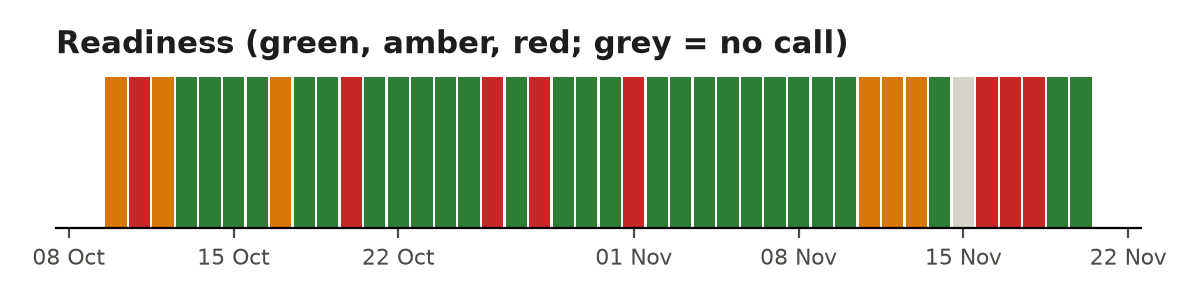 Readiness (green, amber, red; grey = no call)
08 Oct 15 Oct 22 Oct 01 Nov 08 Nov 15 Nov 22 Nov